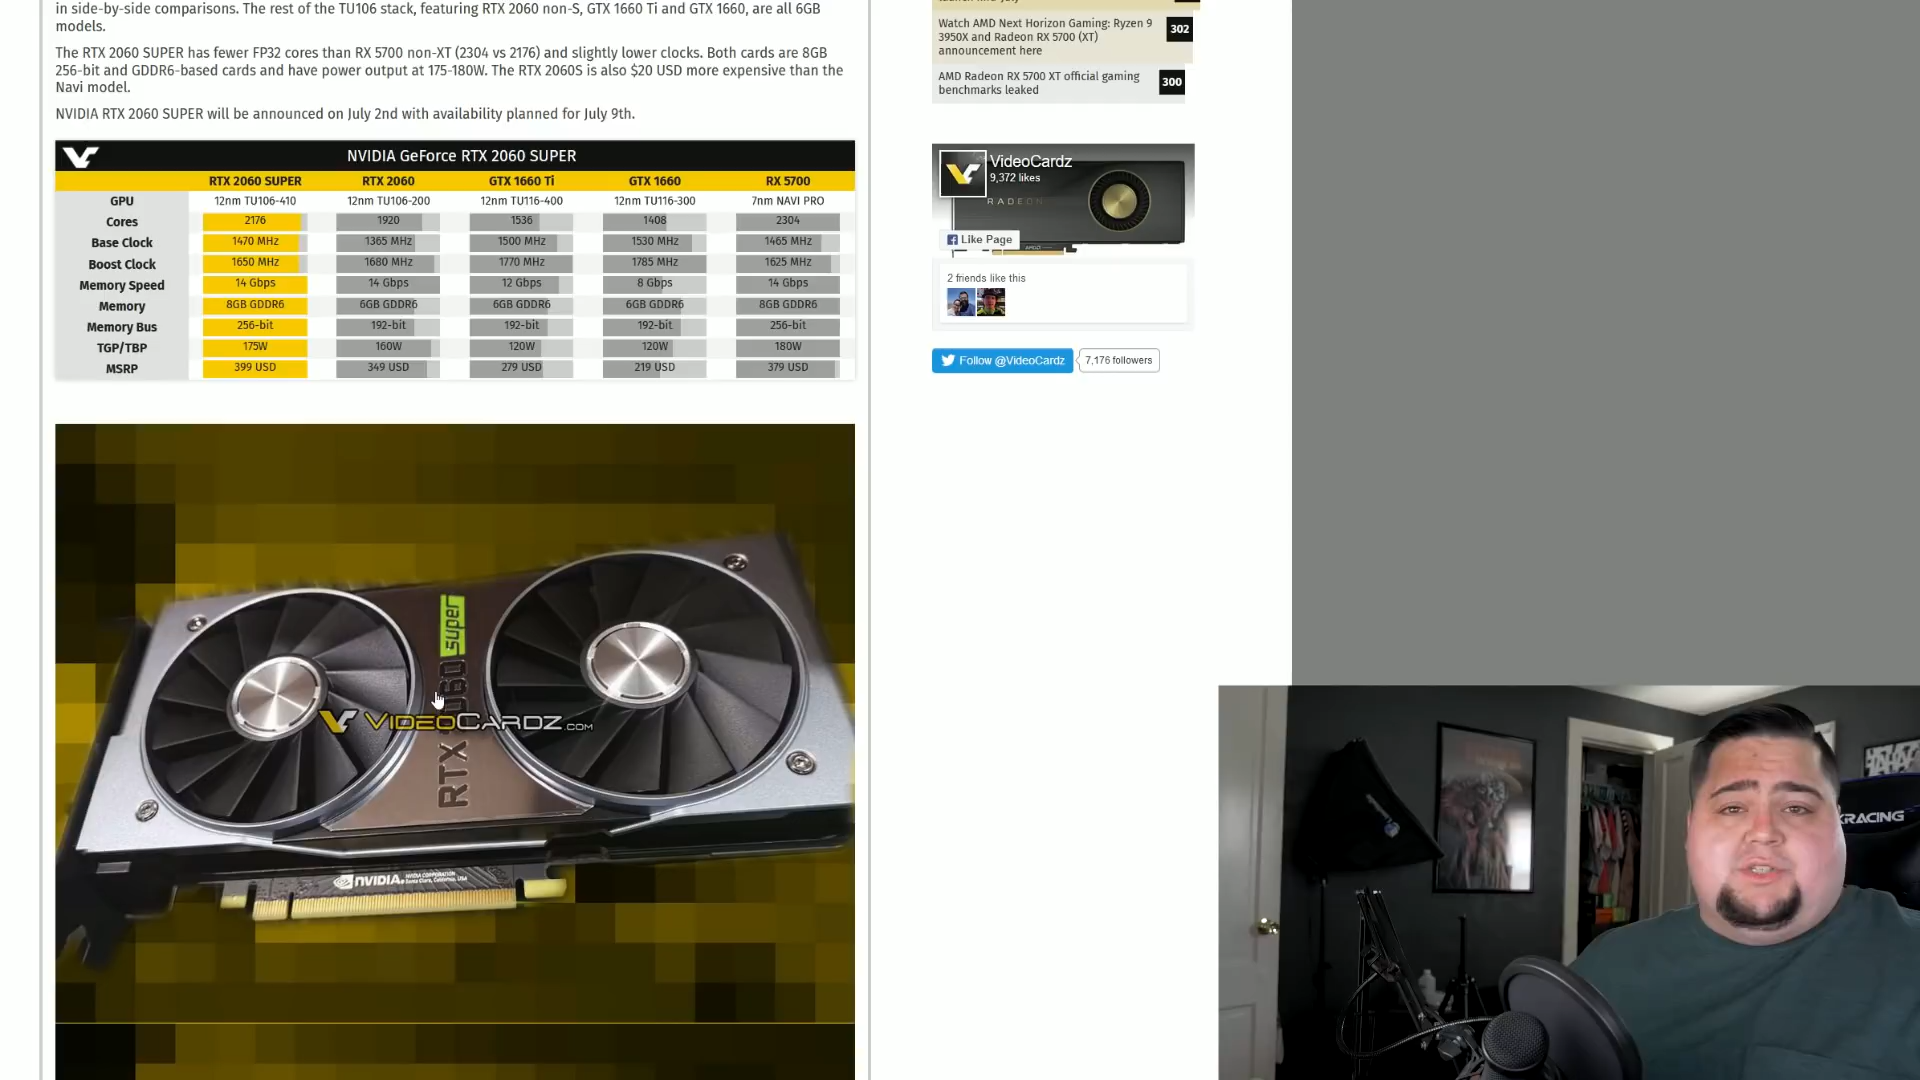 in side-by-side comparisons. The rest of the TU106 stack, featuring RTX 2060 non-S, GTX 1660 Ti and GTX 1660, are all 6GB
models.
The RTX 2060 SUPER has fewer FP32 cores than RX 5700 non-XT (2304 vs 2176) and slightly lower clocks. Both cards are 8GB
256-bit and GDDR6-based cards and have power output at 175-180W. The RTX 2060S is also $20 USD more expensive than the
Navi model.
NVIDIA RTX 2060 SUPER will be announced on July 2nd with availability planned for July 9th.
NVIDIA GeForce RTX 2060 SUPER
RTX 2060 SUPER RTX 2060 GTX 1660 Ti GTX 1660 RX 5700
GPU 12nm TU106-410 12nm TU106-200 12nm TU116-400 12nm TU116-300 7nm NAVI PRO
Cores 2176 1920 1536 1408 2304
Base Clock 1470 MHz 1365 MHz 1500 MHz 1530 MHz 1465 MHz
Boost Clock 1650 MHz 1680 MHz 1770 MHz 1785 MHz 1625 MHz
Memory Speed 14 Gbps 14 Gbps 12 Gbps 8 Gbps 14 Gbps
Memory 8GB GDDR6 6GB GDDR6 6GB GDDR6 6GB GDDR6 8GB GDDR6
Memory Bus 256-bit 192-bit 192-bit 192-bit 256-bit
TGP/TBP 175W 160W 120W 120W 180W
MSRP 399 USD 349 USD 279 USD 219 USD 379 USD
super
RTX 2060
VIDEOCARDZ.COM
NVIDIA.
NVIDIA CORPORATION
Santa Clara, California, USA
Watch AMD Next Horizon Gaming: Ryzen 9
3950X and Radeon RX 5700 (XT)
announcement here
302
AMD Radeon RX 5700 XT official gaming
benchmarks leaked
300
VideoCardz
9,372 likes
RADEON
Like Page
2 friends like this
Follow @VideoCardz
7,176 followers
RACING